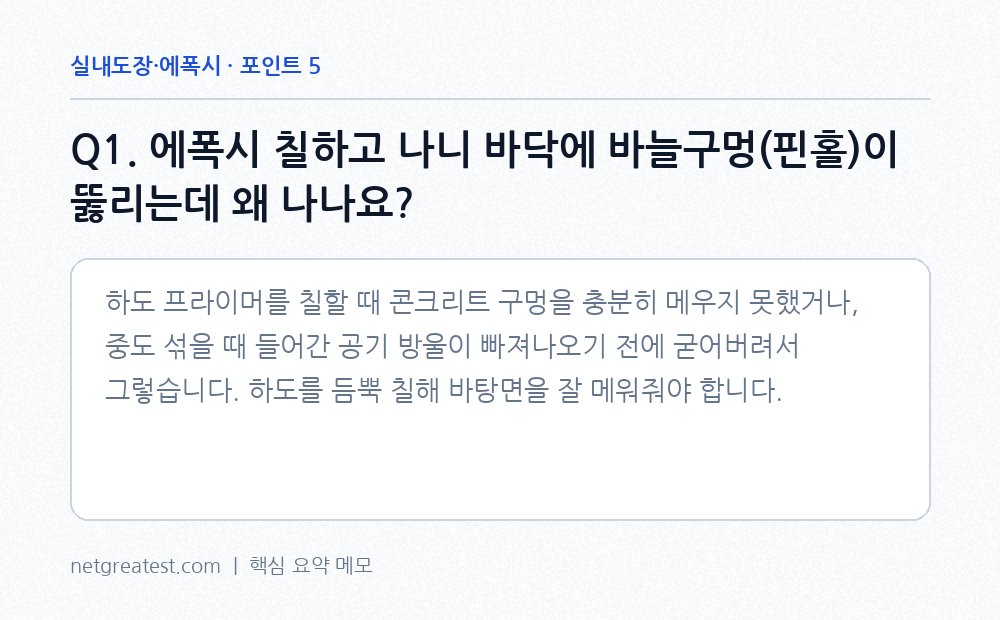 실내도장·에폭시 · 포인트 5
Q1. 에폭시 칠하고 나니 바닥에 바늘구멍(핀홀)이
뚫리는데 왜 나나요?
하도 프라이머를 칠할 때 콘크리트 구멍을 충분히 메우지 못했거나,
중도 섞을 때 들어간 공기 방울이 빠져나오기 전에 굳어버려서
그렇습니다. 하도를 듬뿍 칠해 바탕면을 잘 메워줘야 합니다.
netgreatest.com | 핵심 요약 메모